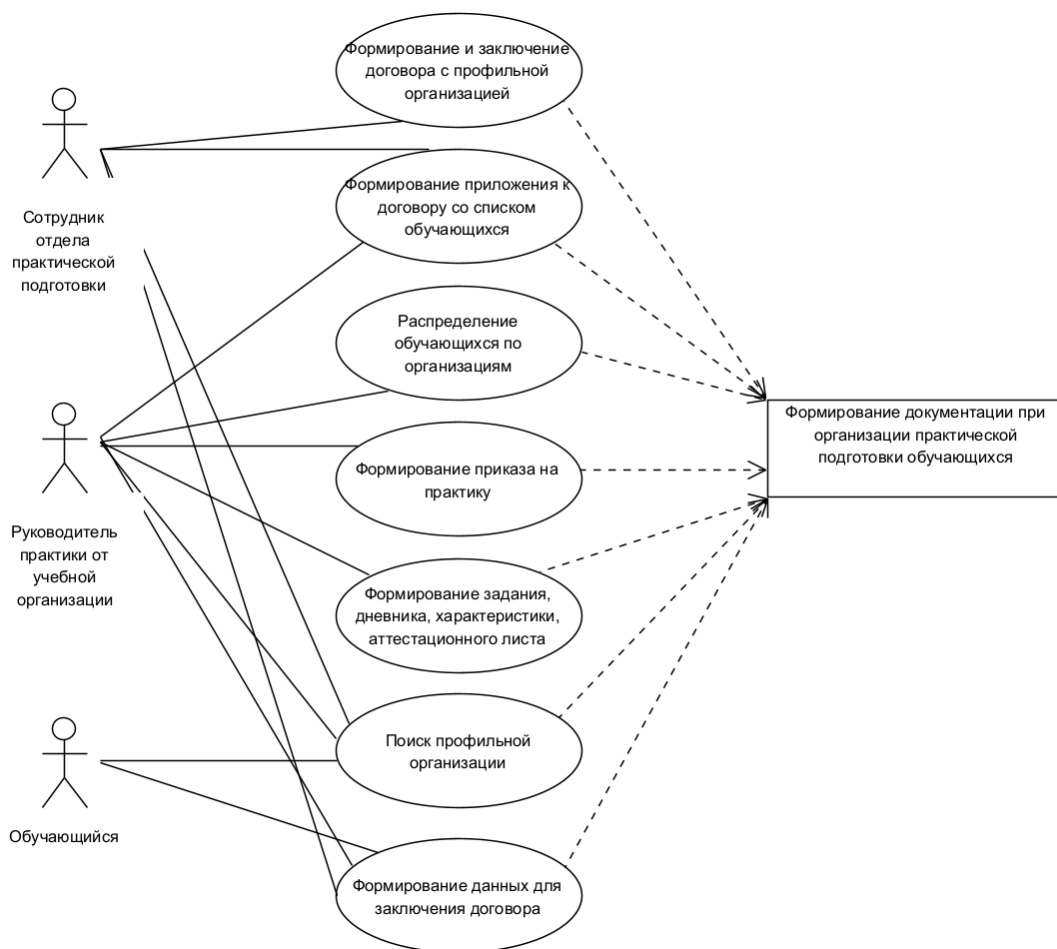 Формирование и заключение
договора с профильной
организацией
Сотрудник
отдела
практической
подготовки
Формирование приложения к
договору со списком
обучающихся
Распределение
обучающихся по
организациям
Формирование документации при
организации практической
подготовки обучающихся
Формирование приказа на
практику
Руководитель
практики от
учебной
организации
Формирование задания,
дневника, характеристики,
аттестационного листа
Поиск профильной
организации
Обучающийся
Формирование данных для
заключения договора